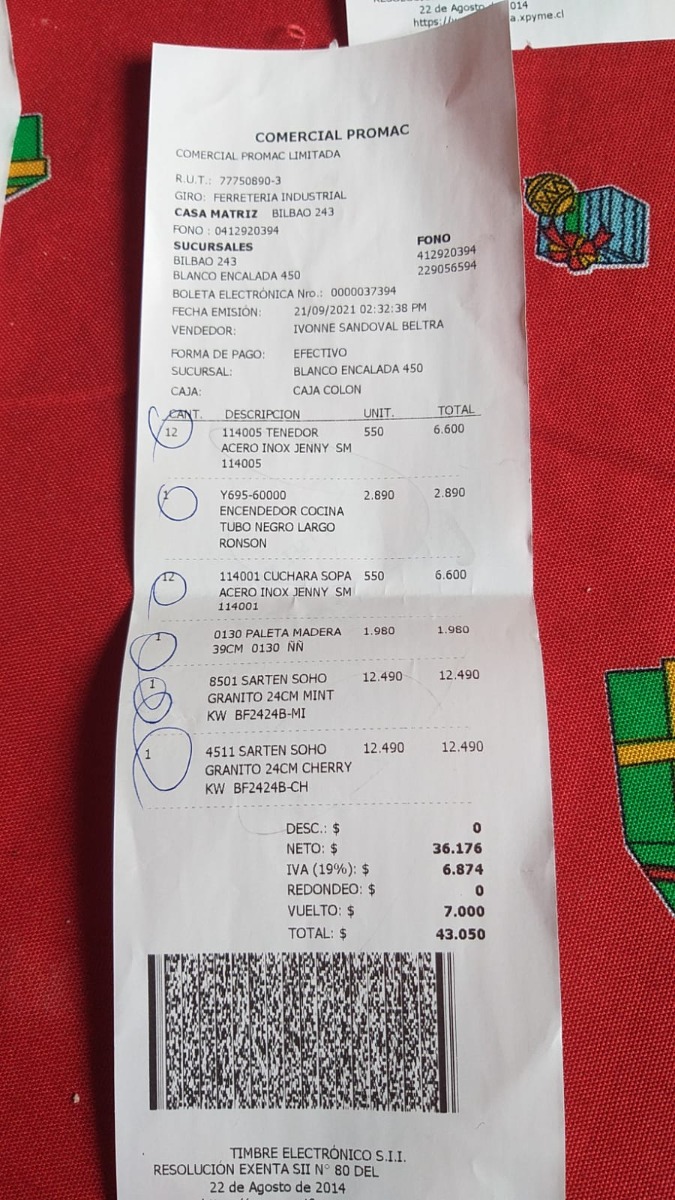 22 de Agosto
014
https://
a.xpyme.cl
COMERCIAL PROMAC
COMERCIAL PROMAC LIMITADA
R.U.T.: 77750890-3
GIRO: FERRETERIA INDUSTRIAL
CASA MATRIZ BILBAO 243
FONO : 0412920394
SUCURSALES FONO
BILBAO 243 412920394
BLANCO ENCALADA 450 229056594
BOLETA ELECTRÓNICA Nro.: 0000037394
FECHA EMISIÓN: 21/09/2021 02:32:38 PM
VENDEDOR: IVONNE SANDOVAL BELTRA
FORMA DE PAGO: EFECTIVO
SUCURSAL: BLANCO ENCALADA 450
CAJA: CAJA COLON
CANT. DESCRIPCION UNIT. TOTAL
12 114005 TENEDOR 550 6.600
ACERO INOX JENNY SM
114005
1 Y695-60000 2.890 2.890
ENCENDEDOR COCINA
TUBO NEGRO LARGO
RONSON
12 114001 CUCHARA SOPA 550 6.600
ACERO INOX JENNY SM
114001
1 0130 PALETA MADERA 1.980 1.980
39CM 0130 ÑÑ
1 8501 SARTEN SOHO 12.490 12.490
GRANITO 24CM MINT
KW BF2424B-MI
1 4511 SARTEN SOHO 12.490 12.490
GRANITO 24CM CHERRY
KW BF2424B-CH
DESC.: $ 0
NETO: $ 36.176
IVA (19%): $ 6.874
REDONDEO: $ 0
VUELTO: $ 7.000
TOTAL: $ 43.050
TIMBRE ELECTRÓNICO S.I.I.
RESOLUCIÓN EXENTA SII N° 80 DEL
22 de Agosto de 2014